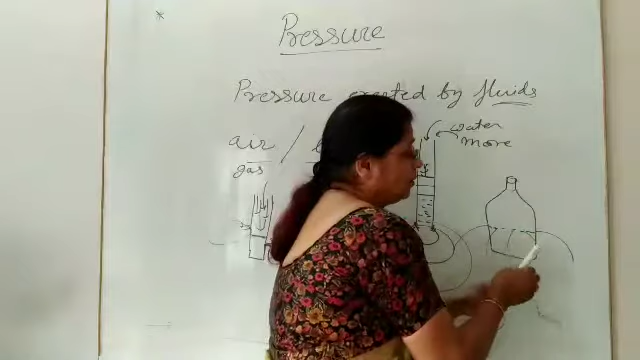 Pressure
Pressure exerted by fluids
air /
gas
water
more